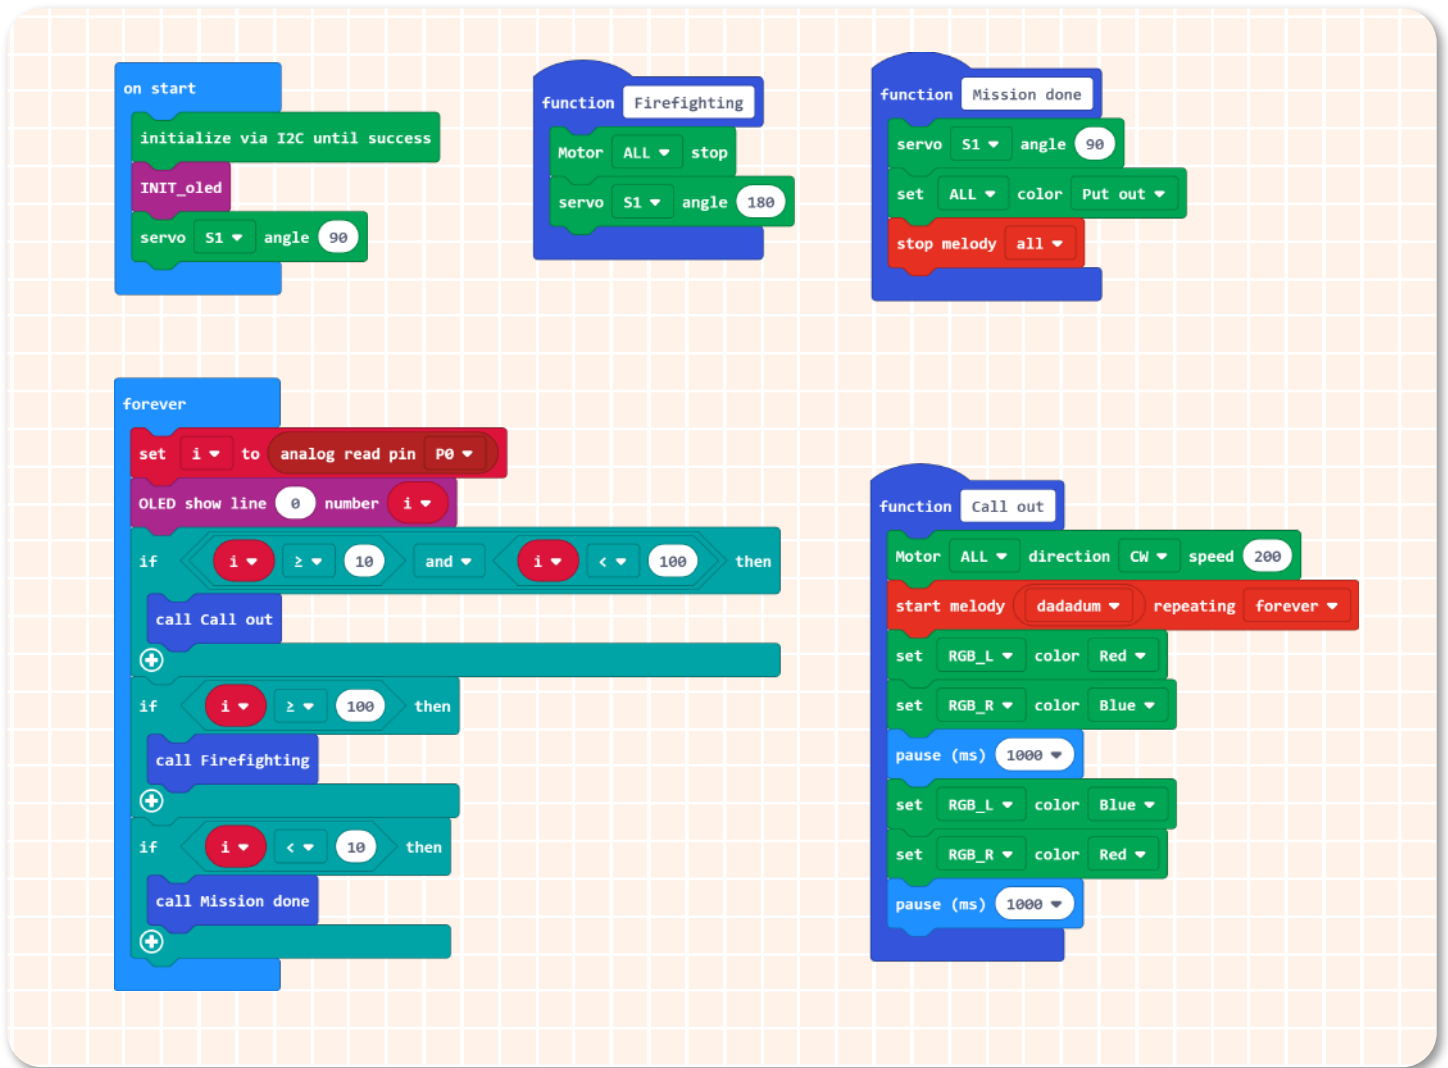 on start
initialize via I2C until success
INIT_oled
servo S1 angle 90
function Firefighting
Motor ALL stop
servo S1 angle 180
function Mission done
servo S1 angle 90
set ALL color Put out
stop melody all
forever
set i to analog read pin P0
OLED show line 0 number i
if i ≥ 10 and i < 100 then
call Call out
if i ≥ 100 then
call Firefighting
if i < 10 then
call Mission done
function Call out
Motor ALL direction CW speed 200
start melody dadadum repeating forever
set RGB_L color Red
set RGB_R color Blue
pause (ms) 1000
set RGB_L color Blue
set RGB_R color Red
pause (ms) 1000